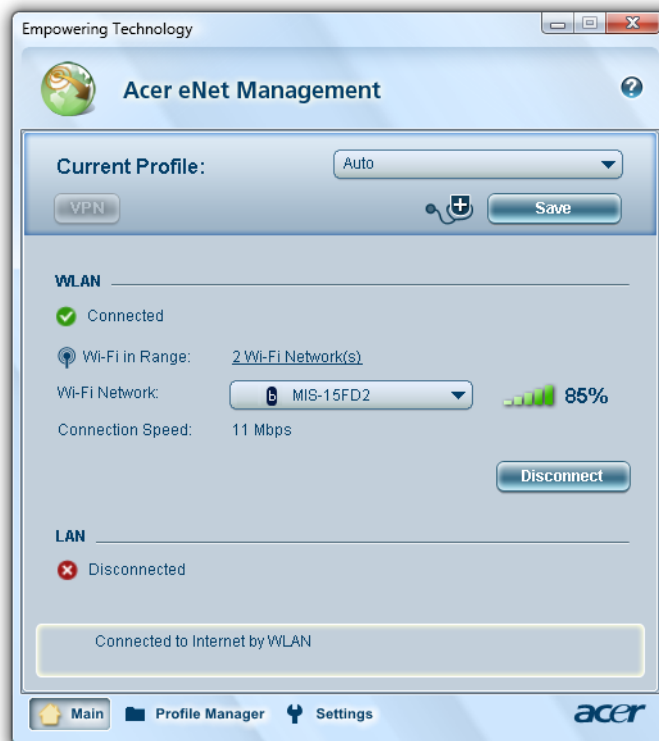 Empowering Technology
Acer eNet Management
?
Current Profile:
Auto
VPN
Save
WLAN
Connected
Wi-Fi in Range:
2 Wi-Fi Network(s)
Wi-Fi Network:
b MIS-15FD2
85%
Connection Speed:
11 Mbps
Disconnect
LAN
Disconnected
Connected to Internet by WLAN
Main
Profile Manager
Settings
acer